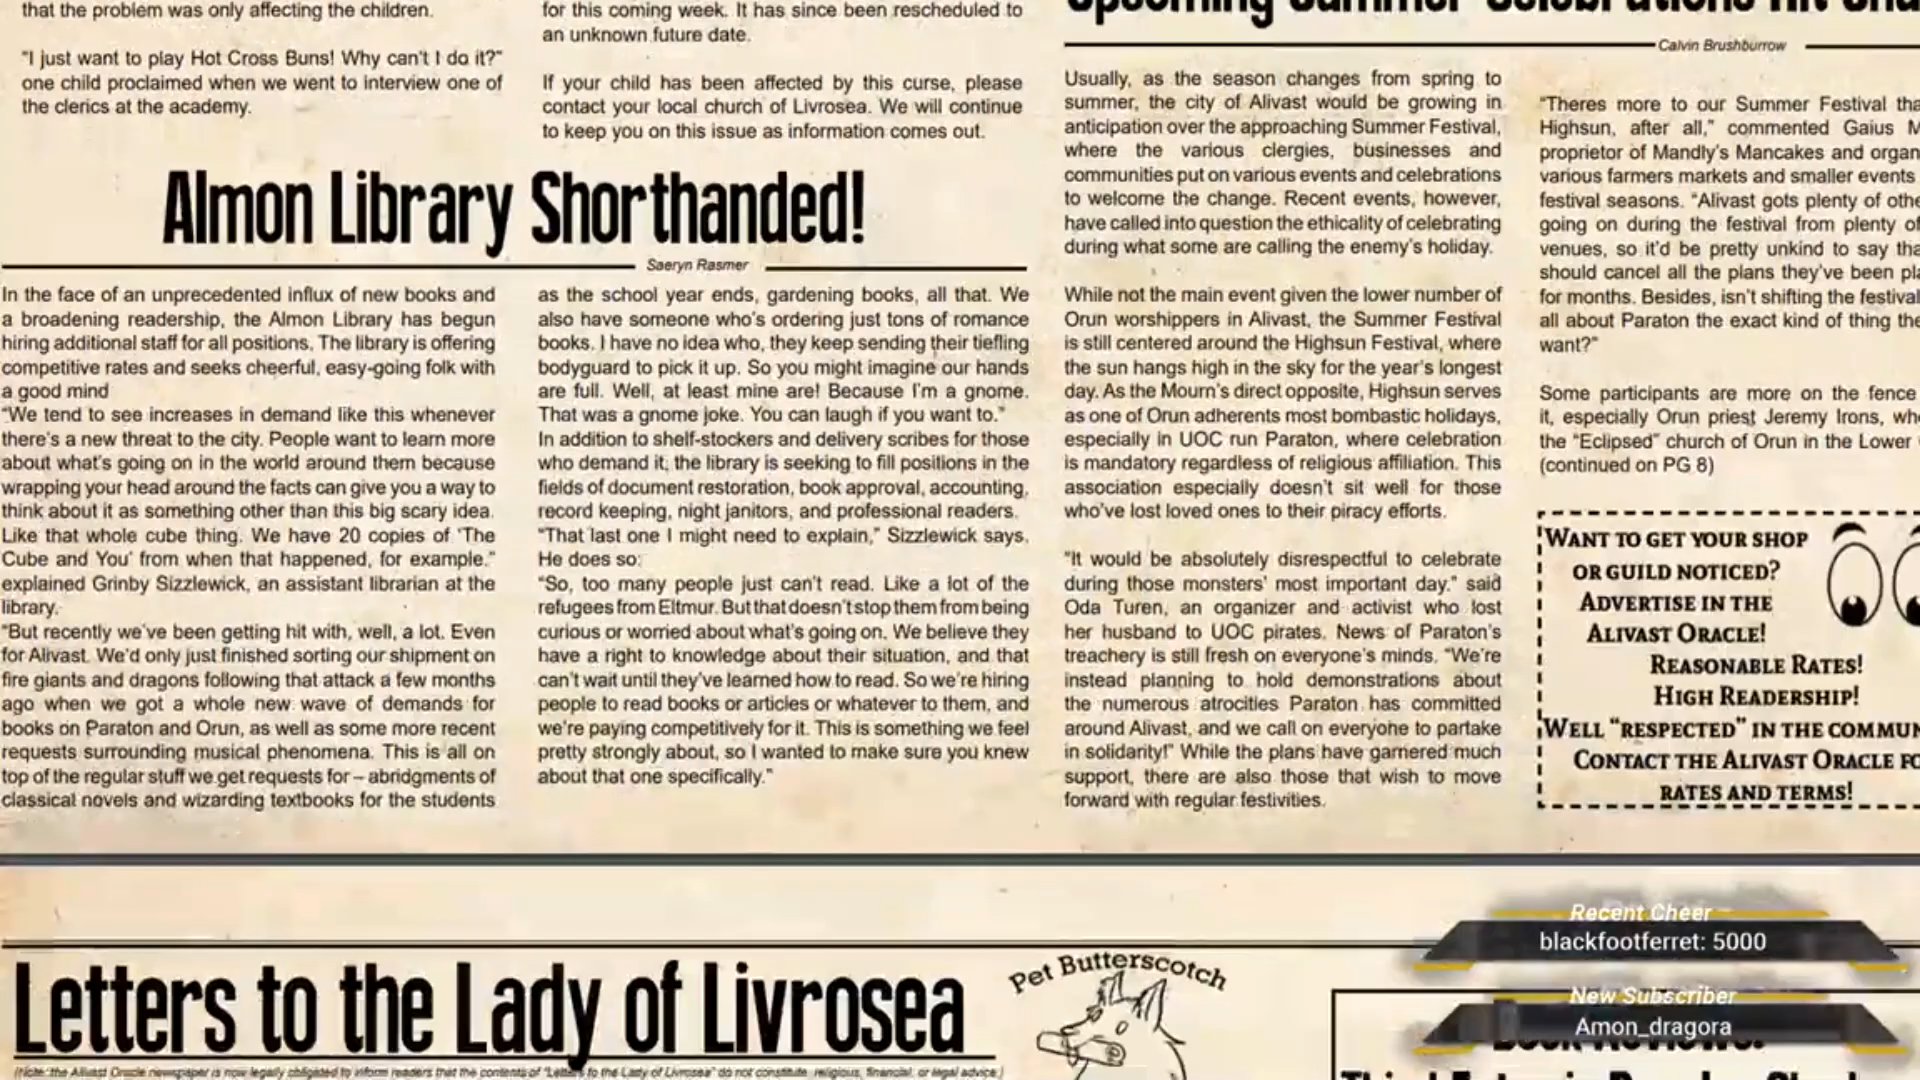 that the problem was only affecting the children.
"I just want to play Hot Cross Buns! Why can't I do it?"
one child proclaimed when we went to interview one of
the clerics at the academy.
for this coming week. It has since been rescheduled to
an unknown future date.
If your child has been affected by this curse, please
contact your local church of Livrosea. We will continue
to keep you on this issue as information comes out.
Almon Library Shorthanded!
Saeryn Rasmer
In the face of an unprecedented influx of new books and
a broadening readership, the Almon Library has begun
hiring additional staff for all positions. The library is offering
competitive rates and seeks cheerful, easy-going folk with
a good mind
"We tend to see increases in demand like this whenever
there's a new threat to the city. People want to learn more
about what's going on in the world around them because
wrapping your head around the facts can give you a way to
think about it as something other than this big scary idea.
Like that whole cube thing. We have 20 copies of 'The
Cube and You' from when that happened, for example."
explained Grinby Sizzlewick, an assistant librarian at the
library.
"But recently we've been getting hit with, well, a lot. Even
for Alivast. We'd only just finished sorting our shipment on
fire giants and dragons following that attack a few months
ago when we got a whole new wave of demands for
books on Paraton and Orun, as well as some more recent
requests surrounding musical phenomena. This is all on
top of the regular stuff we get requests for – abridgments of
classical novels and wizarding textbooks for the students
as the school year ends, gardening books, all that. We
also have someone who's ordering just tons of romance
books. I have no idea who, they keep sending their tiefling
bodyguard to pick it up. So you might imagine our hands
are full. Well, at least mine are! Because I'm a gnome.
That was a gnome joke. You can laugh if you want to."
In addition to shelf-stockers and delivery scribes for those
who demand it, the library is seeking to fill positions in the
fields of document restoration, book approval, accounting,
record keeping, night janitors, and professional readers.
"That last one I might need to explain," Sizzlewick says.
He does so:
"So, too many people just can't read. Like a lot of the
refugees from Eltmur. But that doesn't stop them from being
curious or worried about what's going on. We believe they
have a right to knowledge about their situation, and that
can't wait until they've learned how to read. So we're hiring
people to read books or articles or whatever to them, and
we're paying competitively for it. This is something we feel
pretty strongly about, so I wanted to make sure you knew
about that one specifically."
Upcoming Summer Celebrations Hit
Calvin Brushburrow
Usually, as the season changes from spring to
summer, the city of Alivast would be growing in
anticipation over the approaching Summer Festival,
where the various clergies, businesses and
communities put on various events and celebrations
to welcome the change. Recent events, however,
have called into question the ethicality of celebrating
during what some are calling the enemy's holiday.
While not the main event given the lower number of
Orun worshippers in Alivast, the Summer Festival
is still centered around the Highsun Festival, where
the sun hangs high in the sky for the year's longest
day. As the Mourn's direct opposite, Highsun serves
as one of Orun adherents most bombastic holidays,
especially in UOC run Paraton, where celebration
is mandatory regardless of religious affiliation. This
association especially doesn't sit well for those
who've lost loved ones to their piracy efforts.
"It would be absolutely disrespectful to celebrate
during those monsters' most important day." said
Oda Turen, an organizer and activist who lost
her husband to UOC pirates. News of Paraton's
treachery is still fresh on everyone's minds. "We're
instead planning to hold demonstrations about
the numerous atrocities Paraton has committed
around Alivast, and we call on everyone to partake
in solidarity!" While the plans have garnered much
support, there are also those that wish to move
forward with regular festivities.
"Theres more to our Summer Festival
Highsun, after all," commented Gaius M
proprietor of Mandly's Mancakes and
various farmers markets and smaller events
festival seasons. "Alivast gots plenty of
going on during the festival from plenty of
venues, so it'd be pretty unkind to say
should cancel all the plans they've been
for months. Besides, isn't shifting the festival
all about Paraton the exact kind of thing
want?"
Some participants are more on the fence
it, especially Orun priest Jeremy Irons,
the "Eclipsed" church of Orun in the Lower
(continued on PG 8)
WANT TO GET YOUR SHOP
OR GUILD NOTICED?
ADVERTISE IN THE
ALIVAST ORACLE!
REASONABLE RATES!
HIGH READERSHIP!
WELL "RESPECTED" IN THE
CONTACT THE ALIVAST ORACLE
RATES AND TERMS!
Letters to the Lady of Livrosea
(Note: the Alivast Oracle newspaper is now legally obligated to inform readers that the contents of "Letters to the Lady of Livrosea" do not constitute religious, financial, or legal advice.)
Pet Butterscotch
Recent Cheer
blackfootferret: 5000
New Subscriber
Amon_dragora